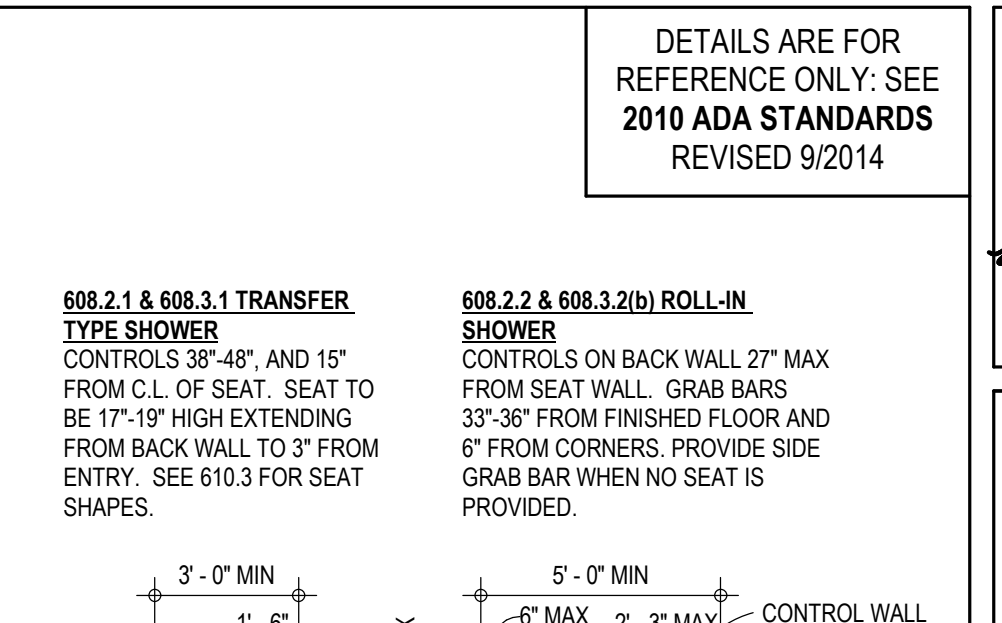 DETAILS ARE FOR
REFERENCE ONLY: SEE
2010 ADA STANDARDS
REVISED 9/2014
608.2.1 & 608.3.1 TRANSFER
TYPE SHOWER
CONTROLS 38"-48", AND 15"
FROM C.L. OF SEAT. SEAT TO
BE 17"-19" HIGH EXTENDING
FROM BACK WALL TO 3" FROM
ENTRY. SEE 610.3 FOR SEAT
SHAPES.
608.2.2 & 608.3.2(b) ROLL-IN
SHOWER
CONTROLS ON BACK WALL 27" MAX
FROM SEAT WALL. GRAB BARS
33"-36" FROM FINISHED FLOOR AND
6" FROM CORNERS. PROVIDE SIDE
GRAB BAR WHEN NO SEAT IS
PROVIDED.
3' - 0" MIN
1' - 6"
5' - 0" MIN
6" MAX
2' - 3" MAX
CONTROL WALL